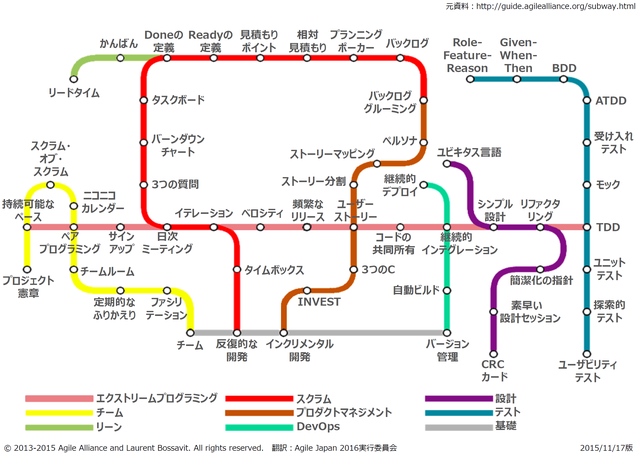 元資料：http://guide.agilealliance.org/subway.html
かんばん
Doneの
定義
Readyの
定義
見積もり
ポイント
相対
見積もり
プランニング
ポーカー
バックログ
Role-
Feature-
Reason
Given-
When-
Then
BDD
リードタイム
タスクボード
バックログ
グルーミング
ATDD
スクラム・
オブ・
スクラム
バーンダウン
チャート
ペルソナ
受け入れ
テスト
ストーリーマッピング
ユビキタス言語
3つの質問
ストーリー分割
継続的
デプロイ
モック
持続可能な
ペース
ニコニコ
カレンダー
イテレーション
ベロシティ
頻繁な
リリース
ユーザー
ストーリー
シンプル
設計
リファクタ
リング
TDD
ペア
プログラミング
サイン
アップ
日次
ミーティング
コードの
共同所有
継続的
インテグレーション
プロジェクト
憲章
チームルーム
タイムボックス
3つのC
簡潔化の指針
ユニット
テスト
定期的な
ふりかえり
ファシリ
テーション
INVEST
自動ビルド
素早い
設計セッション
探索的
テスト
チーム
反復的な
開発
インクリメンタル
開発
バージョン
管理
CRC
カード
ユーザビリティ
テスト
エクストリームプログラミング
スクラム
設計
チーム
プロダクトマネジメント
テスト
リーン
DevOps
基礎
© 2013-2015 Agile Alliance and Laurent Bossavit. All rights reserved. 翻訳：Agile Japan 2016実行委員会
2015/11/17版